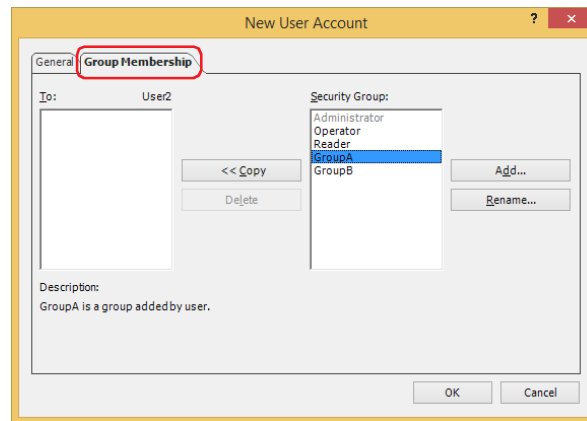 New User Account
?
×
General
Group Membership
To:
User2
Security Group:
Administrator
Operator
Reader
GroupA
GroupB
<< Copy
Delete
Add...
Rename...
Description:
GroupA is a group added by user.
OK
Cancel